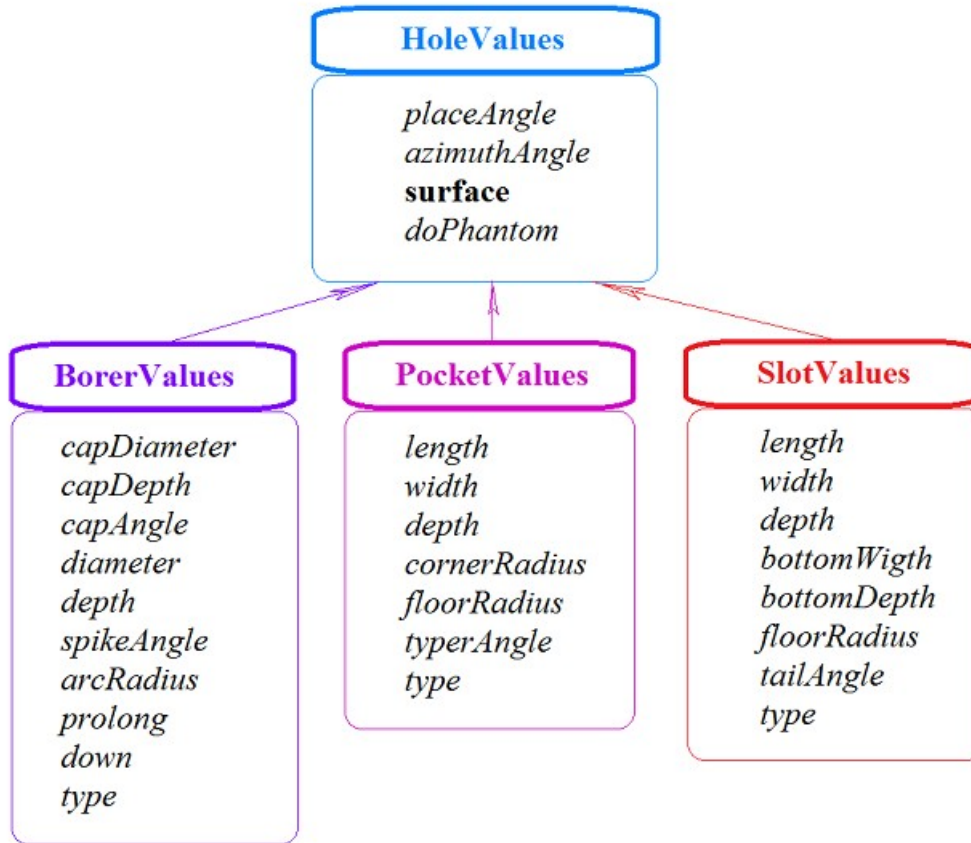 HoleValues
placeAngle
azimuthAngle
surface
doPhantom
BorerValues
capDiameter
capDepth
capAngle
diameter
depth
spikeAngle
arcRadius
prolong
down
type
PocketValues
length
width
depth
cornerRadius
floorRadius
typerAngle
type
SlotValues
length
width
depth
bottomWigth
bottomDepth
floorRadius
tailAngle
type